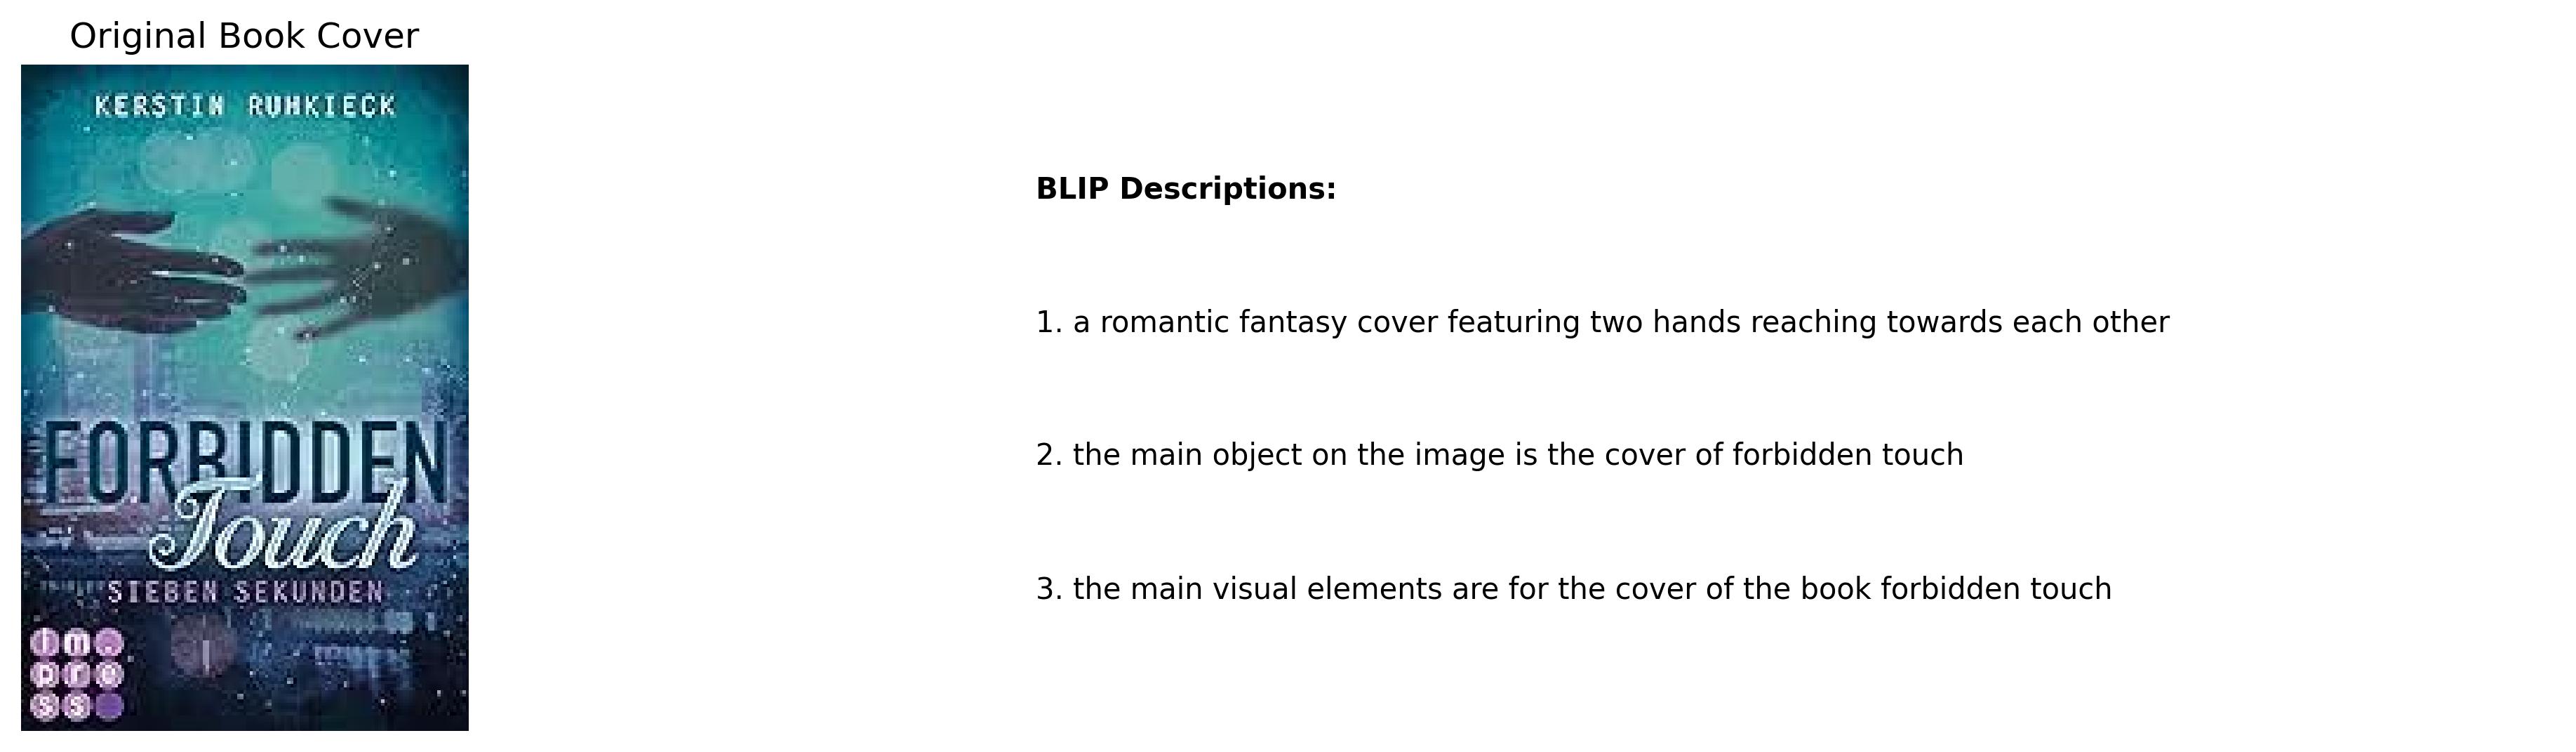 Original Book Cover
KERSTIN RUHKIECK
FORBIDDEN
Touch
SIEBEN SEKUNDEN
im.
pre
ss
BLIP Descriptions:
1. a romantic fantasy cover featuring two hands reaching towards each other
2. the main object on the image is the cover of forbidden touch
3. the main visual elements are for the cover of the book forbidden touch